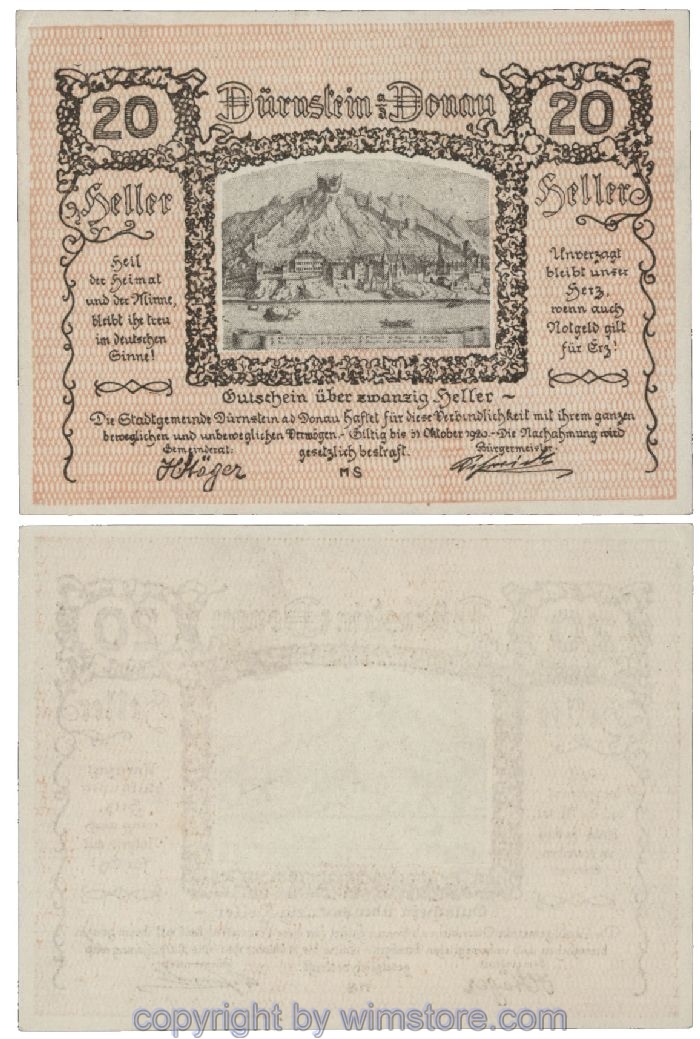 20
Dürnstein a/d Donau
20
Heller
Heller
Heil
der Heimat
und der Minne,
bleibt ihr treu
im deutschen
Sinne!
Unverzagt
bleibt unser
Herz,
wenn auch
Notgeld gilt
für Erz!
Gutschein über zwanzig Heller ~
Die Stadtgemeinde Dürnstein ad Donau haftet für diese Verbindlichkeit mit ihrem ganzen
beweglichen und unbeweglichen Vermögen.- Giltig bis 31 Oktober 1920.-Die Nachahmung wird
Gemeinderat: gesetzlich bestraft. Bürgermeister:
HStöger MS
copyright by wimstore.com